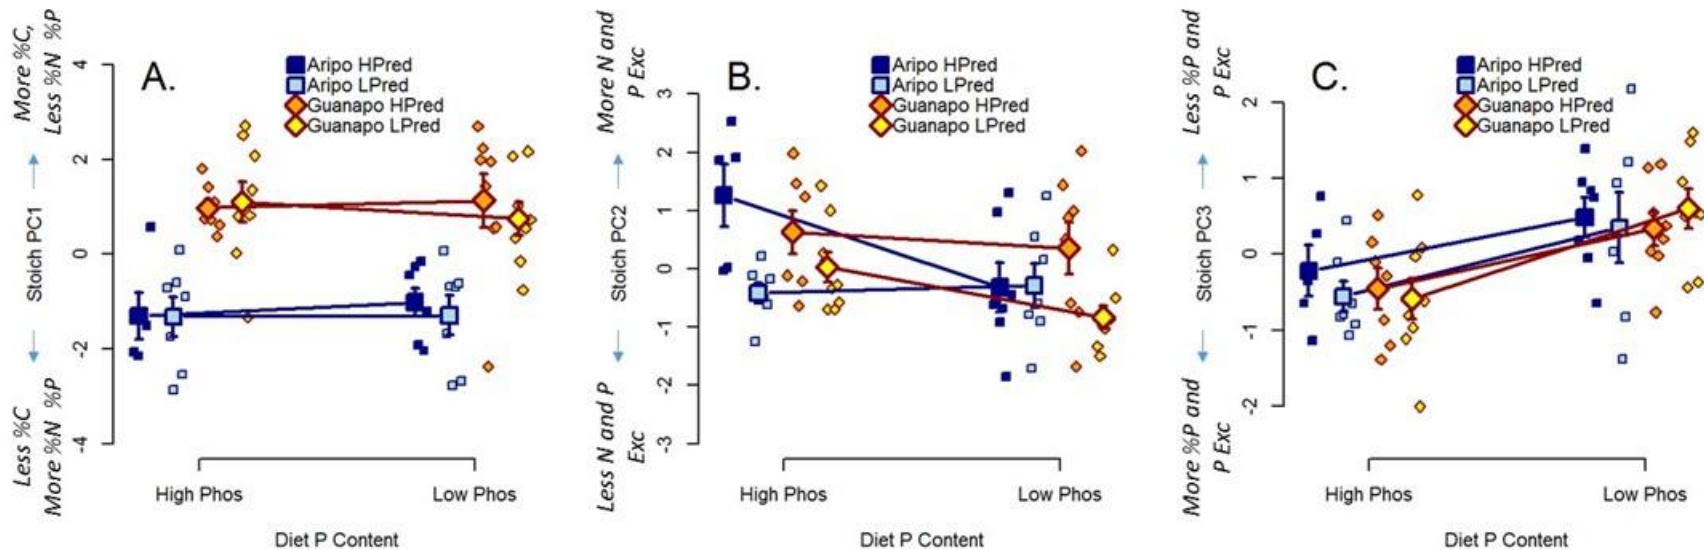 More %C,
Less %N %P
Stoich PC1
Less %C
More %N %P
4
2
0
-2
-4
A.
Aripo HPred
Aripo LPred
Guanapo HPred
Guanapo LPred
High Phos
Low Phos
Diet P Content
More N and
P Exc
Stoich PC2
Less N and P
Exc
3
2
1
0
-1
-2
-3
B.
Aripo HPred
Aripo LPred
Guanapo HPred
Guanapo LPred
High Phos
Low Phos
Diet P Content
Less %P and
P Exc
Stoich PC3
More %P and
P Exc
2
1
0
-1
-2
C.
Aripo HPred
Aripo LPred
Guanapo HPred
Guanapo LPred
High Phos
Low Phos
Diet P Content